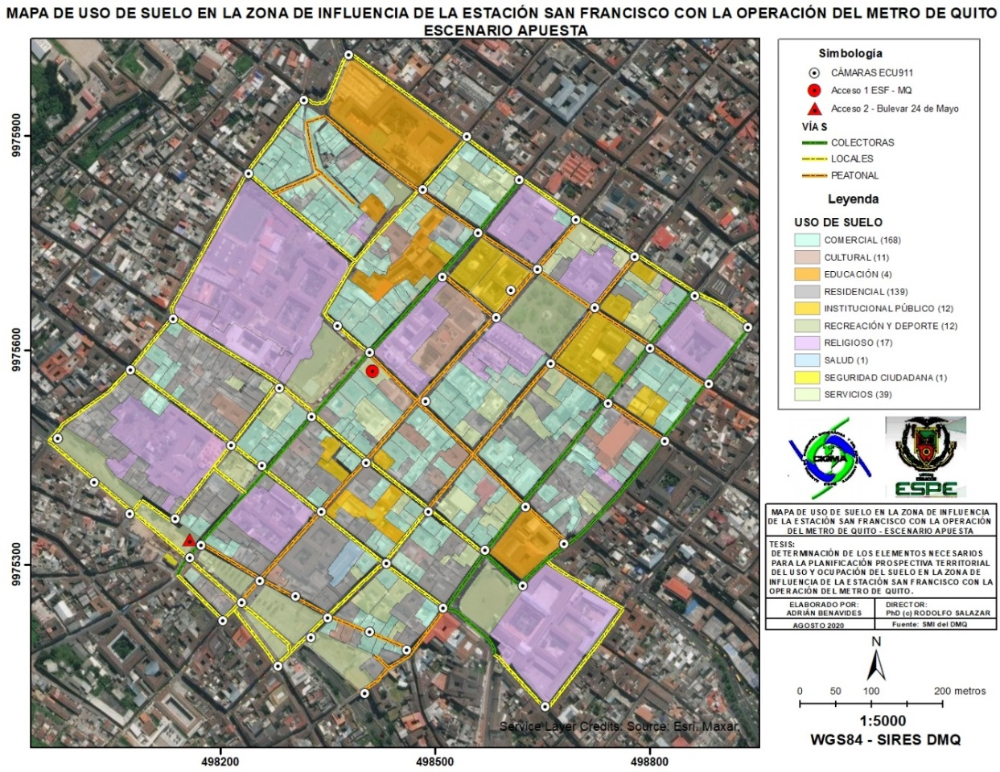 MAPA DE USO DE SUELO EN LA ZONA DE INFLUENCIA DE LA ESTACIÓN SAN FRANCISCO CON LA OPERACIÓN DEL METRO DE QUITO
ESCENARIO APUESTA
9975900
9975600
9975300
498200
498500
498800
Service Layer Credits: Source: Esri, Maxar,
Simbología
CÁMARAS ECU911
Acceso 1 ESF - MQ
Acceso 2 - Bulevar 24 de Mayo
VÍAS
COLECTORAS
LOCALES
PEATONAL
Leyenda
USO DE SUELO
COMERCIAL (168)
CULTURAL (11)
EDUCACIÓN (4)
RESIDENCIAL (139)
INSTITUCIONAL PÚBLICO (12)
RECREACIÓN Y DEPORTE (12)
RELIGIOSO (17)
SALUD (1)
SEGURIDAD CIUDADANA (1)
SERVICIOS (39)
CIGMA
ESPE
MAPA DE USO DE SUELO EN LA ZONA DE INFLUENCIA
DE LA ESTACIÓN SAN FRANCISCO CON LA OPERACIÓN
DEL METRO DE QUITO - ESCENARIO APUESTA
TESIS:
DETERMINACIÓN DE LOS ELEMENTOS NECESARIOS
PARA LA PLANIFICACIÓN PROSPECTIVA TERRITORIAL
DEL USO Y OCUPACIÓN DEL SUELO EN LA ZONA DE
INFLUENCIA DE LA ESTACIÓN SAN FRANCISCO CON LA
OPERACIÓN DEL METRO DE QUITO.
ELABORADO POR:
ADRIÁN BENAVIDES
DIRECTOR:
PhD (c) RODOLFO SALAZAR
AGOSTO 2020
Fuente: SMI del DMQ
N
0 50 100 200 metros
1:5000
WGS84 - SIRES DMQ